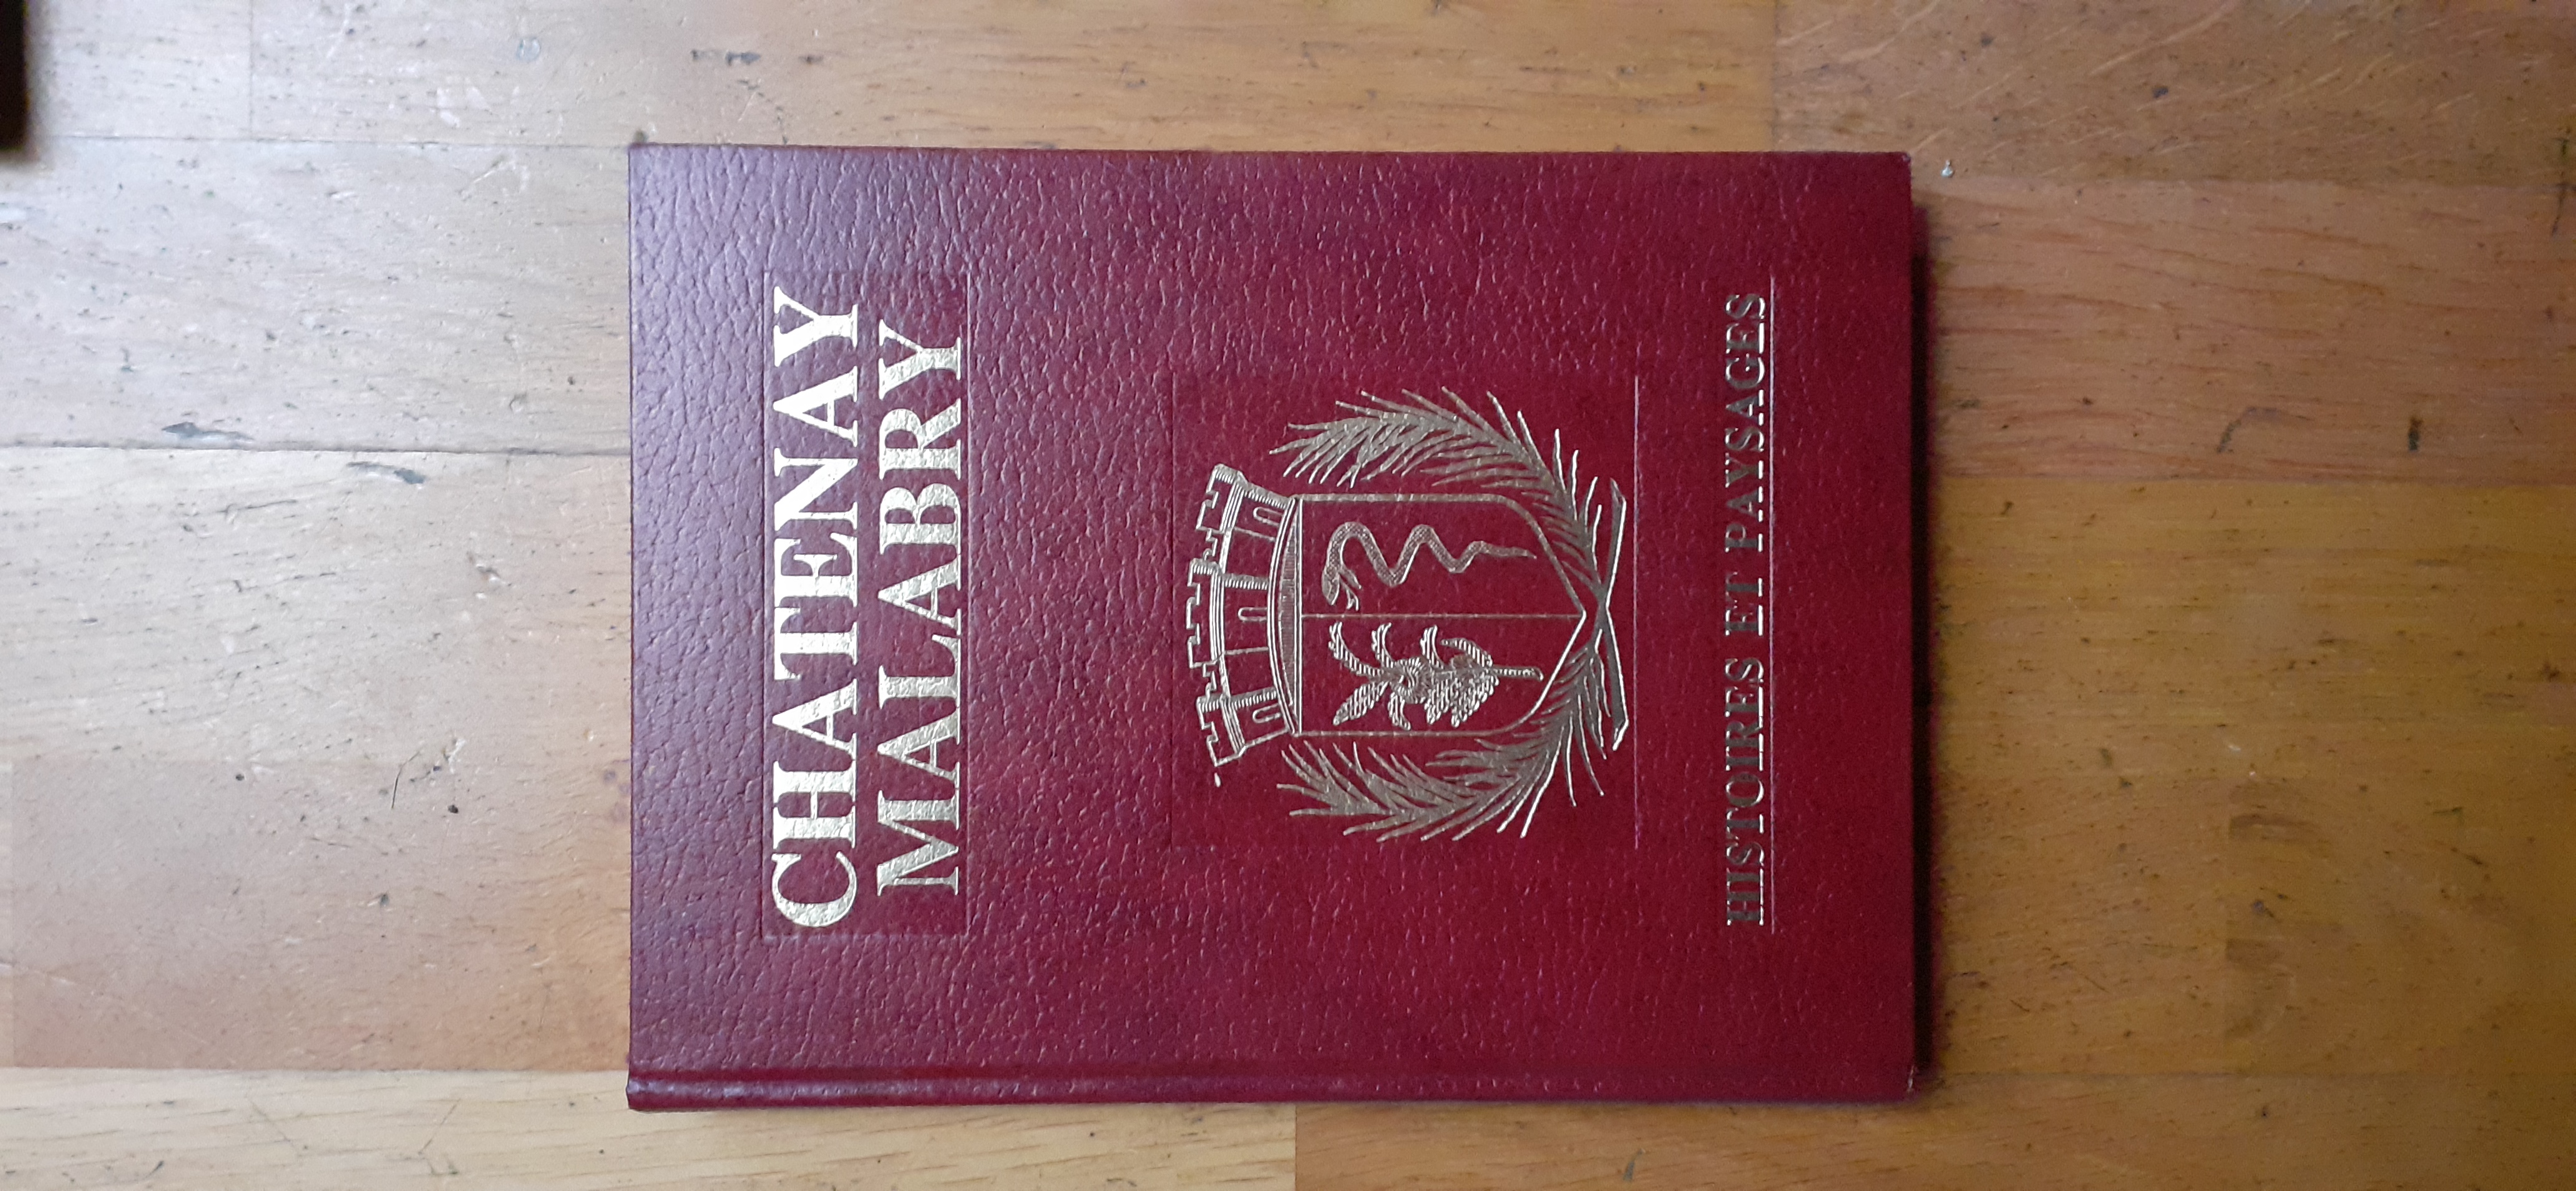 CHATENAY
MALABRY
HISTOIRES ET PAYSAGES